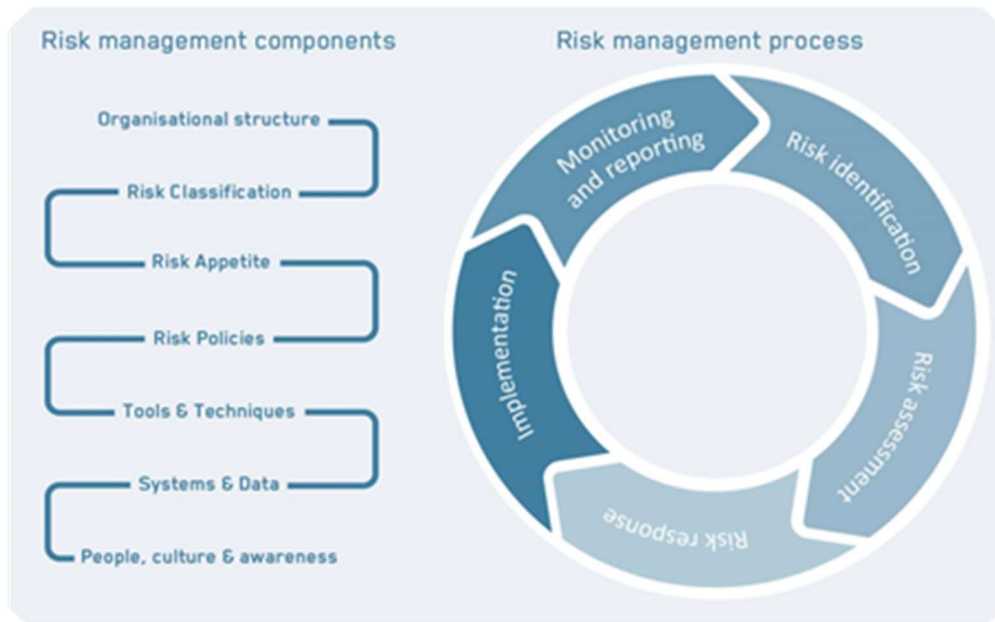 Risk management components
Organisational structure
Risk Classification
Risk Appetite
Risk Policies
Tools & Techniques
Systems & Data
People, culture & awareness
Risk management process
Monitoring
and reporting
Risk identification
Risk assessment
Risk response
Implementation